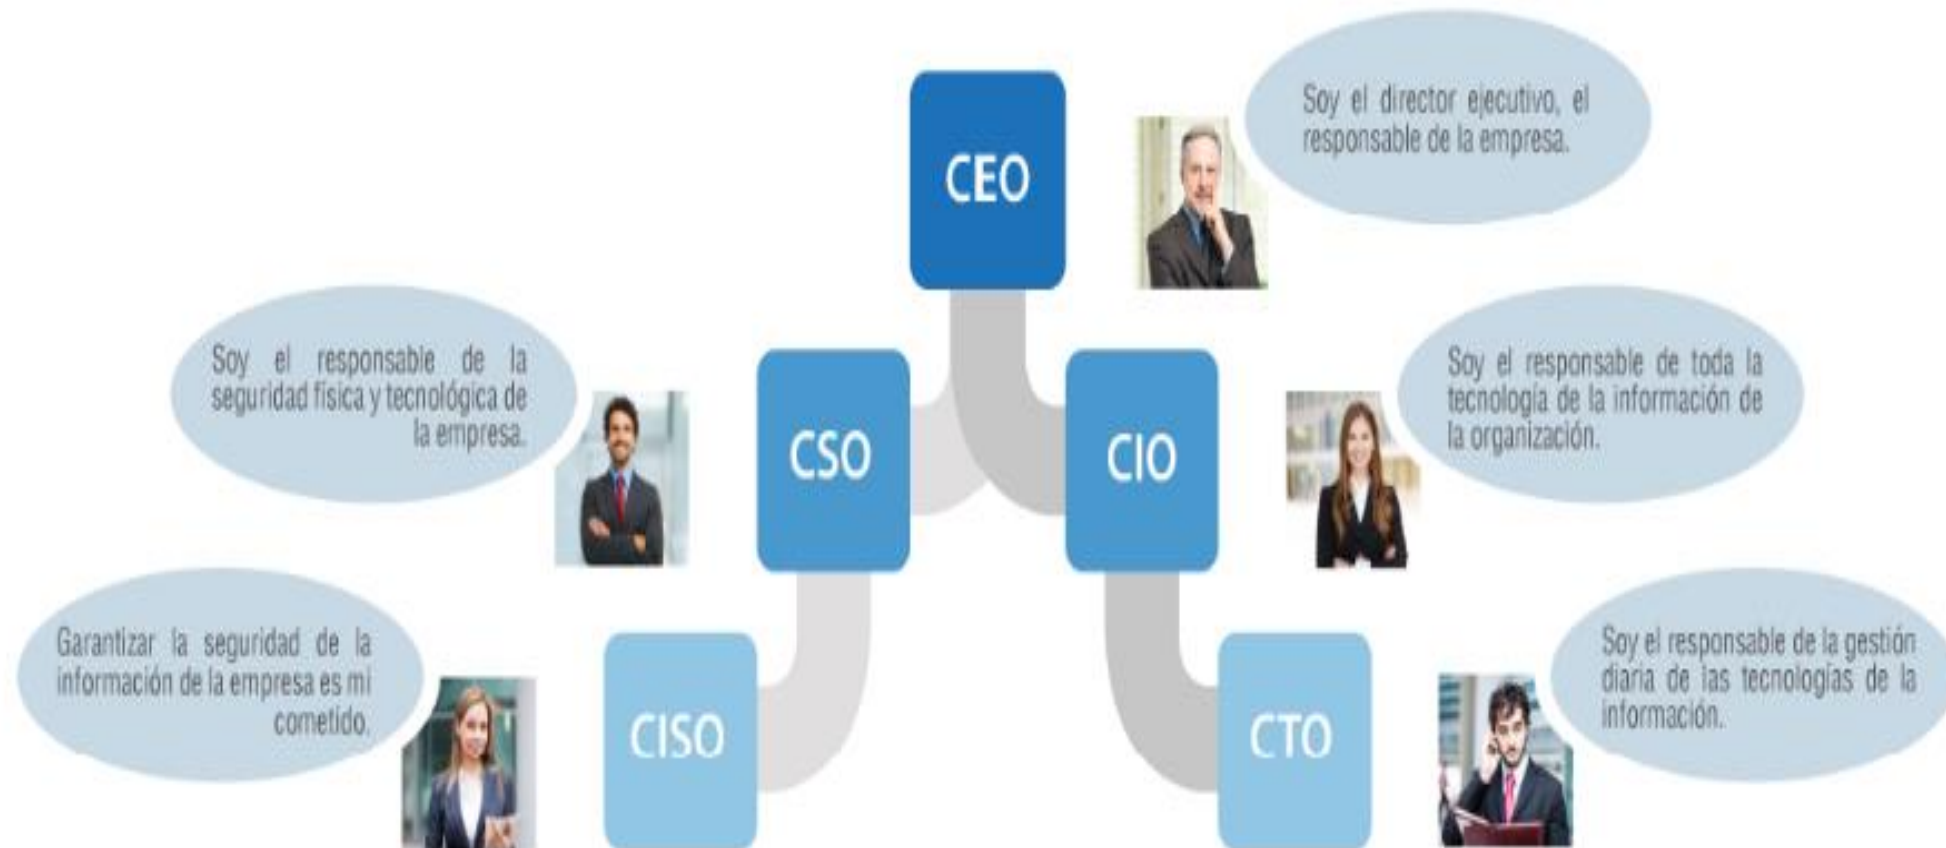 CEO
Soy el director ejecutivo, el
responsable de la empresa.
Soy el responsable de la
seguridad física y tecnológica de
la empresa.
CSO
CIO
Soy el responsable de toda la
tecnología de la información de
la organización.
Garantizar la seguridad de la
información de la empresa es mi
cometido.
CISO
CTO
Soy el responsable de la gestión
diaria de las tecnologías de la
información.